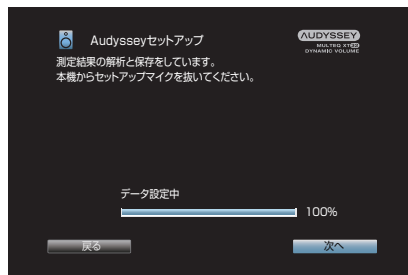 Audysseyセットアップ
AUDYSSEY
MULTEQ XT32
DYNAMIC VOLUME
測定結果の解析と保存をしています。
本機からセットアップマイクを抜いてください。
データ設定中
100%
戻る
次へ